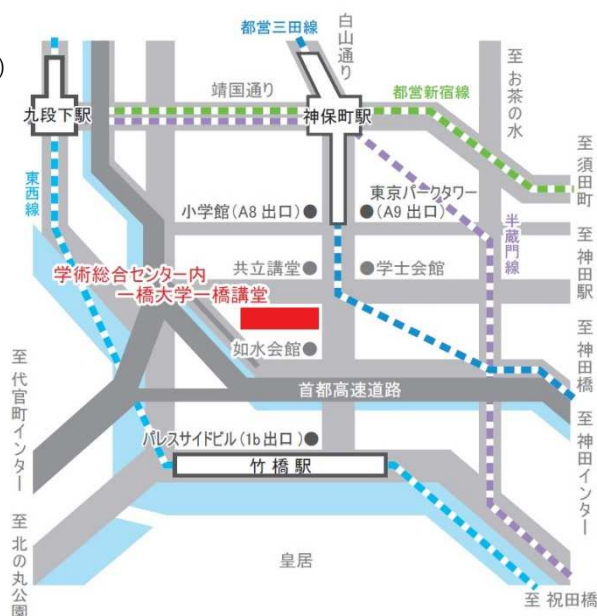 )
都営三田線
白山通り
靖国通り
都営新宿線
至 お茶の水
九段下駅
神保町駅
至 須田町
東西線
小学館(A8 出口)
東京パークタワー
(A9 出口)
半蔵門線
至 神田駅
共立講堂
学士会館
学術総合センター内
一橋大学一橋講堂
如水会館
至 神田橋
至 代官町インター
首都高速道路
至 神田インター
パレスサイドビル(1b 出口)
竹橋駅
至 北の丸公園
皇居
至 祝田橋